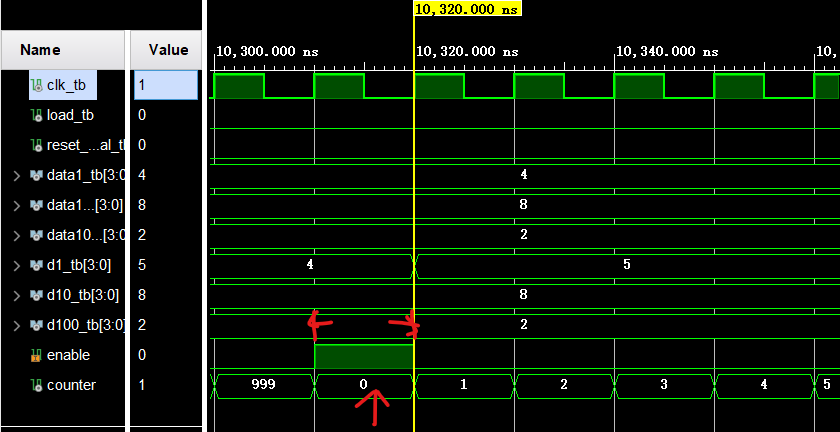 10,320.000 ns
Name Value
10,300.000 ns 10,320.000 ns 10,340.000 ns 10,
clk_tb 1
load_tb 0
reset_...al_tb 0
data1_tb[3:0] 4 4
data1...[3:0] 8 8
data10...[3:0] 2 2
d1_tb[3:0] 5 4 5
d10_tb[3:0] 8 8
d100_tb[3:0] 2 2
enable 0
counter 1 999 0 1 2 3 4 5